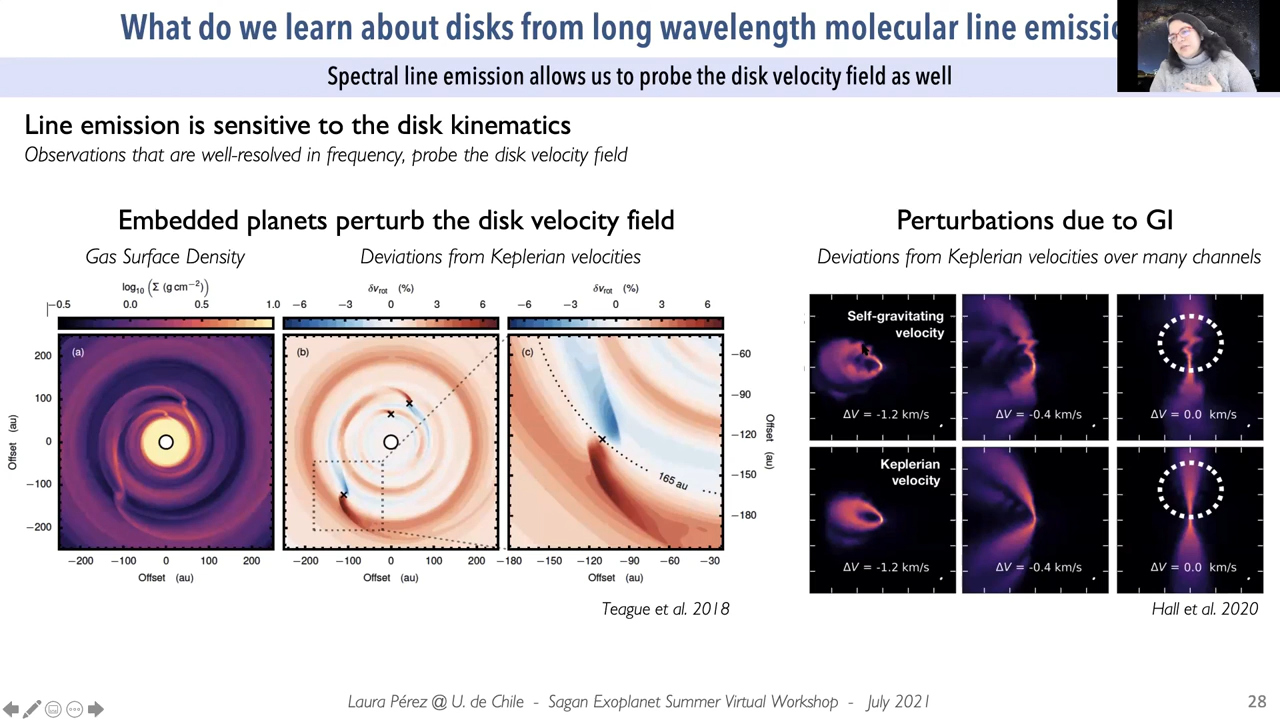 What do we learn about disks from long wavelength molecular line
Spectral line emission allows us to probe the disk velocity field as well
Line emission is sensitive to the disk kinematics
Observations that are well-resolved in frequency, probe the disk velocity field
Embedded planets perturb the disk velocity field
Gas Surface Density
Deviations from Keplerian velocities
log10 (Σ (g cm−2))
−0.5 0.0 0.5 1.0
δvrot (%)
−6 −3 0 3 6
δvrot (%)
−6 −3 0 3 6
(a)
(b)
(c)
200
100
0
−100
−200
Offset (au)
−60
−90
−120
−150
−180
Offset (au)
165 au
−200 −100 0 100 200
−200 −100 0 100 200
−180 −150 −120 −90 −60 −30
Offset (au)
Offset (au)
Offset (au)
Teague et al. 2018
Perturbations due to GI
Deviations from Keplerian velocities over many channels
Self-gravitating
velocity
ΔV = -1.2 km/s
ΔV = -0.4 km/s
ΔV = 0.0 km/s
Keplerian
velocity
ΔV = -1.2 km/s
ΔV = -0.4 km/s
ΔV = 0.0 km/s
Hall et al. 2020
Laura Pérez @ U. de Chile - Sagan Exoplanet Summer Virtual Workshop - July 2021
28